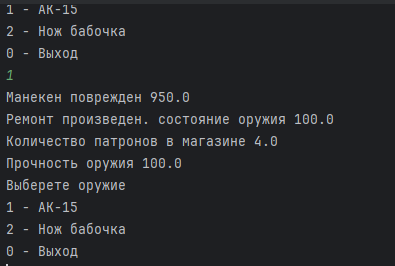 1 - АК-15
2 - Нож бабочка
0 - Выход
1
Манекен поврежден 950.0
Ремонт произведен. состояние оружия 100.0
Количество патронов в магазине 4.0
Прочность оружия 100.0
Выберете оружие
1 - АК-15
2 - Нож бабочка
0 - Выход